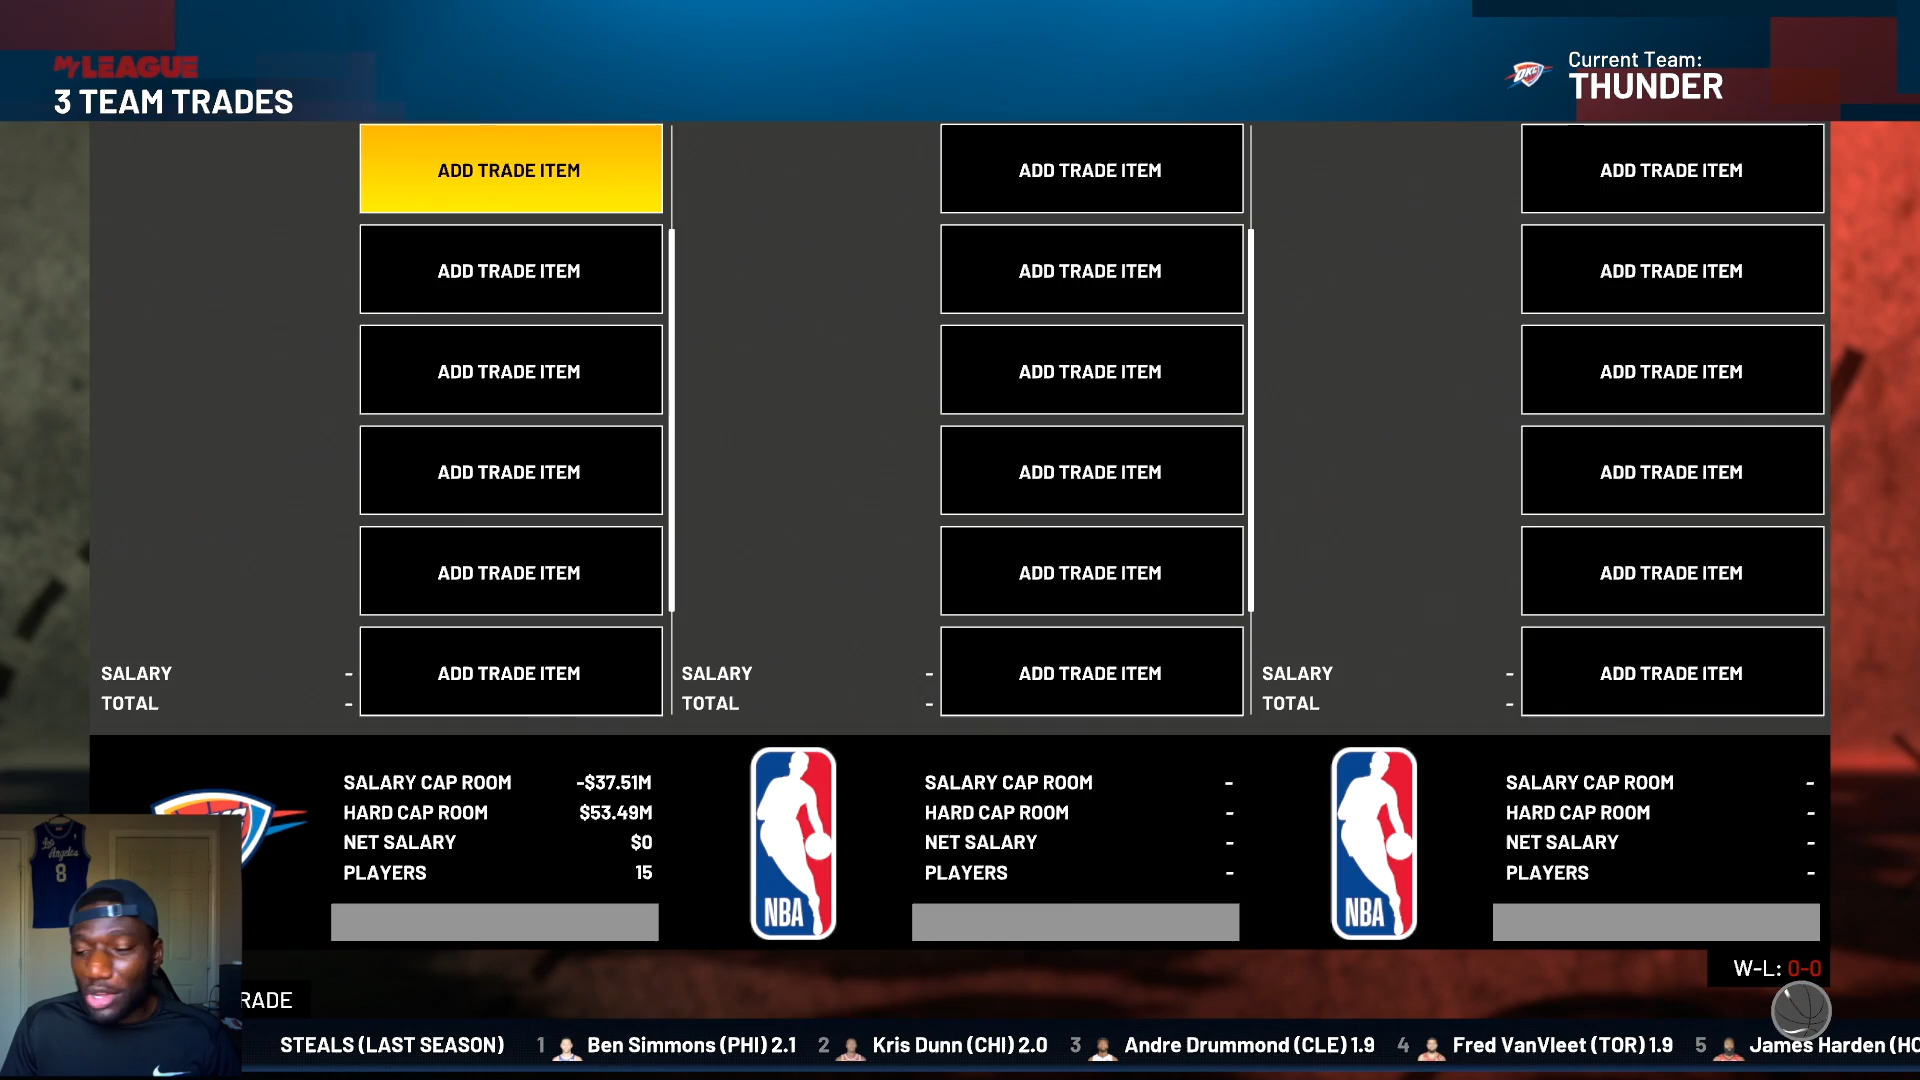 MyLEAGUE
3 TEAM TRADES
OKC
Current Team:
THUNDER
ADD TRADE ITEM ADD TRADE ITEM ADD TRADE ITEM
ADD TRADE ITEM ADD TRADE ITEM ADD TRADE ITEM
ADD TRADE ITEM ADD TRADE ITEM ADD TRADE ITEM
ADD TRADE ITEM ADD TRADE ITEM ADD TRADE ITEM
ADD TRADE ITEM ADD TRADE ITEM ADD TRADE ITEM
SALARY - ADD TRADE ITEM SALARY - ADD TRADE ITEM SALARY - ADD TRADE ITEM
TOTAL - TOTAL - TOTAL -
SALARY CAP ROOM -$37.51M SALARY CAP ROOM - SALARY CAP ROOM -
HARD CAP ROOM $53.49M HARD CAP ROOM - HARD CAP ROOM -
NET SALARY $0 NET SALARY - NET SALARY -
PLAYERS 15 PLAYERS - PLAYERS -
NBA NBA
Los Angeles
8
W-L: 0-0
RADE
STEALS (LAST SEASON) 1 Ben Simmons (PHI) 2.1 2 Kris Dunn (CHI) 2.0 3 Andre Drummond (CLE) 1.9 4 Fred VanVleet (TOR) 1.9 5 James Harden (HO